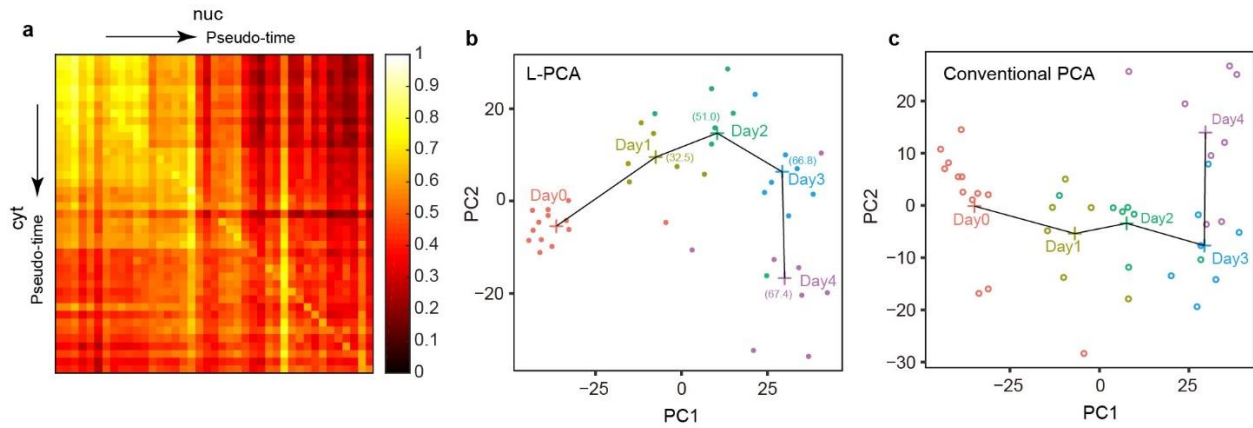 a
nuc
Pseudo-time
cyt
Pseudo-time
1
0.9
0.8
0.7
0.6
0.5
0.4
0.3
0.2
0.1
0
b
L-PCA
20
0
−20
PC2
−25
0
25
PC1
Day0
Day1
(32.5)
(51.0)
Day2
(66.8)
Day3
Day4
(67.4)
c
Conventional PCA
20
10
0
−10
−20
−30
PC2
−25
0
25
PC1
Day0
Day1
Day2
Day3
Day4